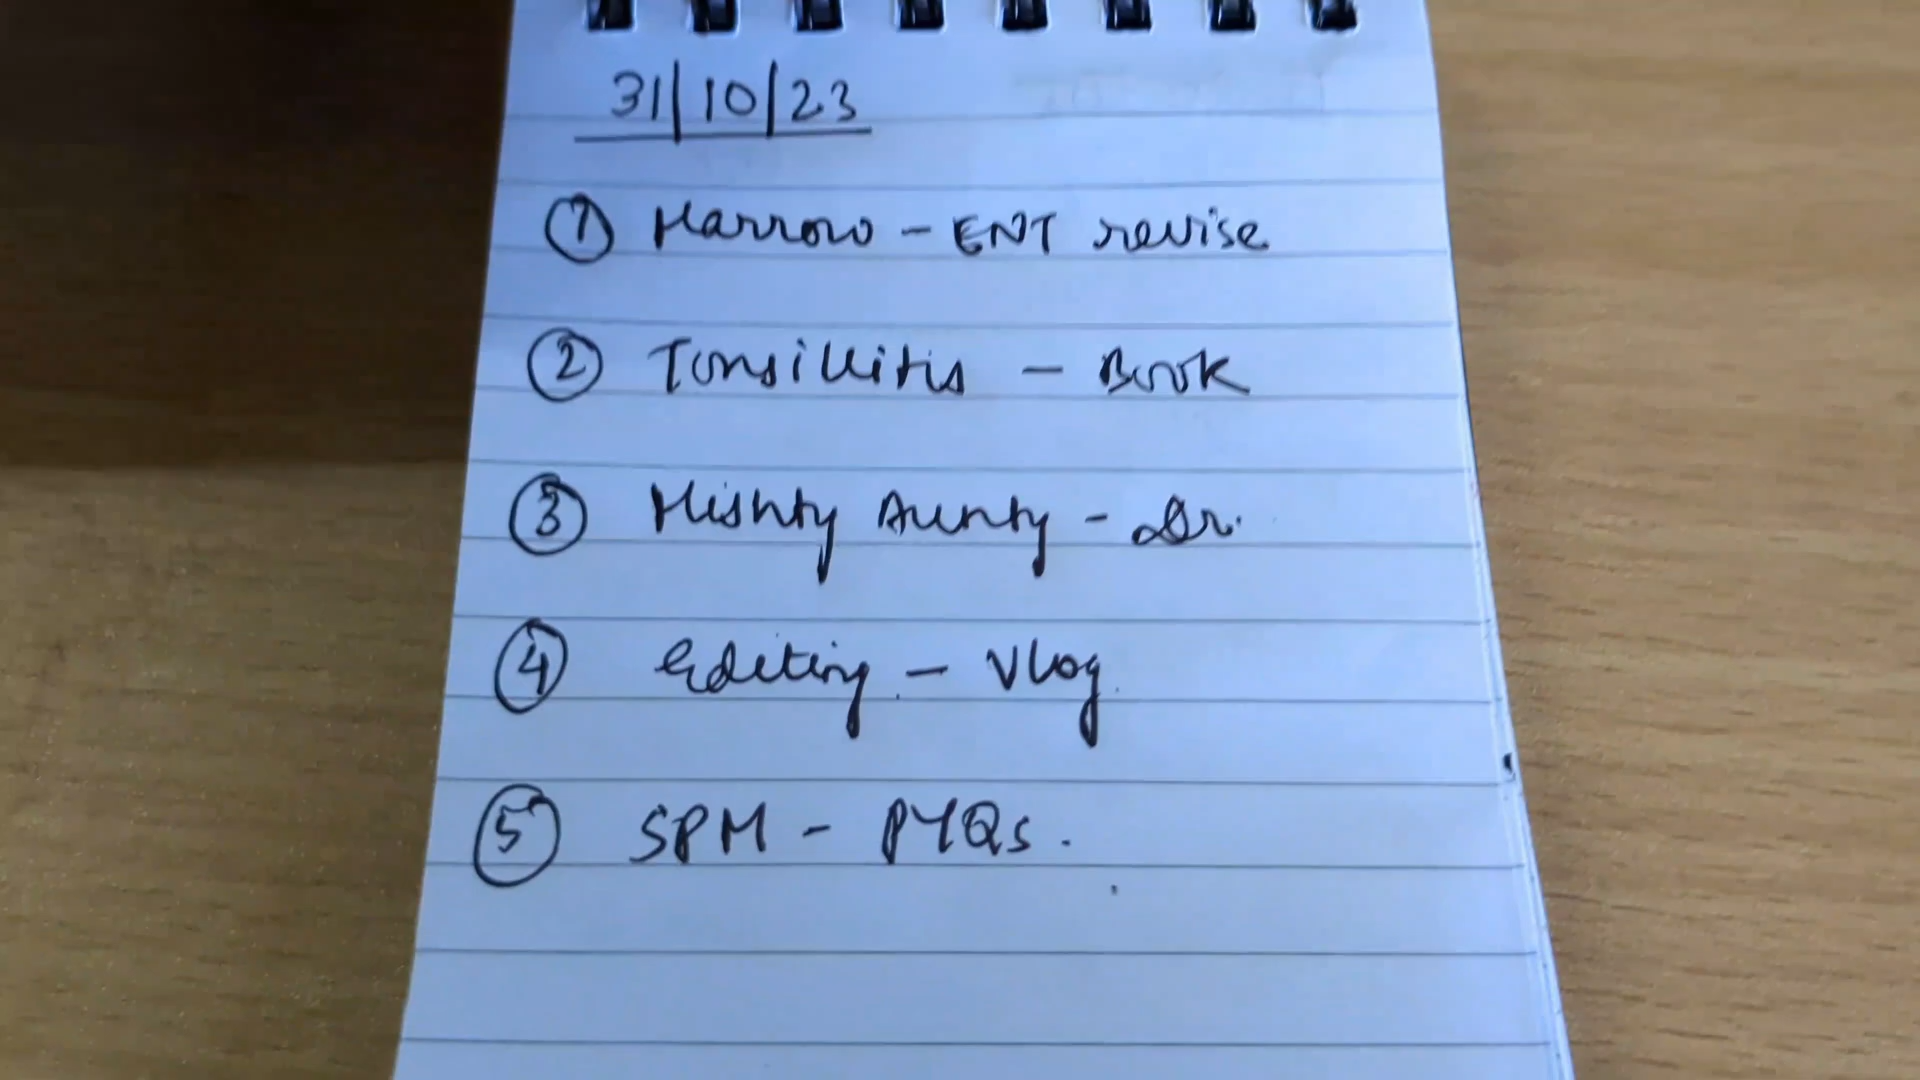 31/10/23
① Marrow - ENT revise
② Tonsillitis - Book
③ Mishty Aunty - Dr.
④ Editing - Vlog
⑤ SPM - PYQs.